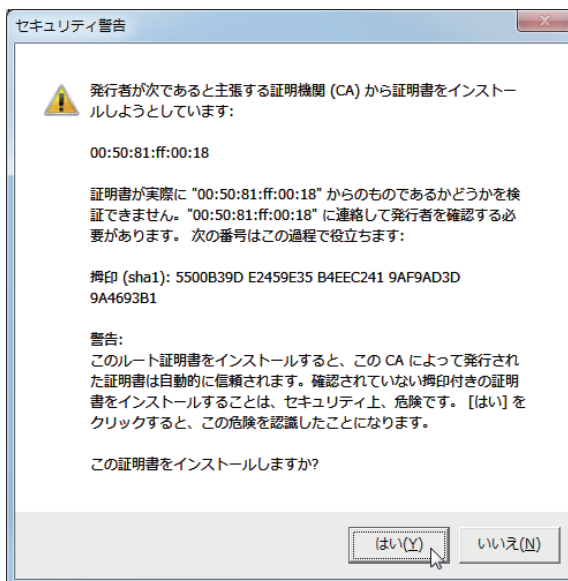 セキュリティ警告
発行者が次であると主張する証明機関 (CA) から証明書をインストー
ルしようとしています:
00:50:81:ff:00:18
証明書が実際に "00:50:81:ff:00:18" からのものであるかどうかを検
証できません。"00:50:81:ff:00:18" に連絡して発行者を確認する必
要があります。 次の番号はこの過程で役立ちます:
拇印 (sha1): 5500B39D E2459E35 B4EEC241 9AF9AD3D
9A4693B1
警告:
このルート証明書をインストールすると、この CA によって発行され
た証明書は自動的に信頼されます。確認されていない拇印付きの証明
書をインストールすることは、セキュリティ上、危険です。 [はい] を
クリックすると、この危険を認識したことになります。
この証明書をインストールしますか?
はい(Y)
いいえ(N)